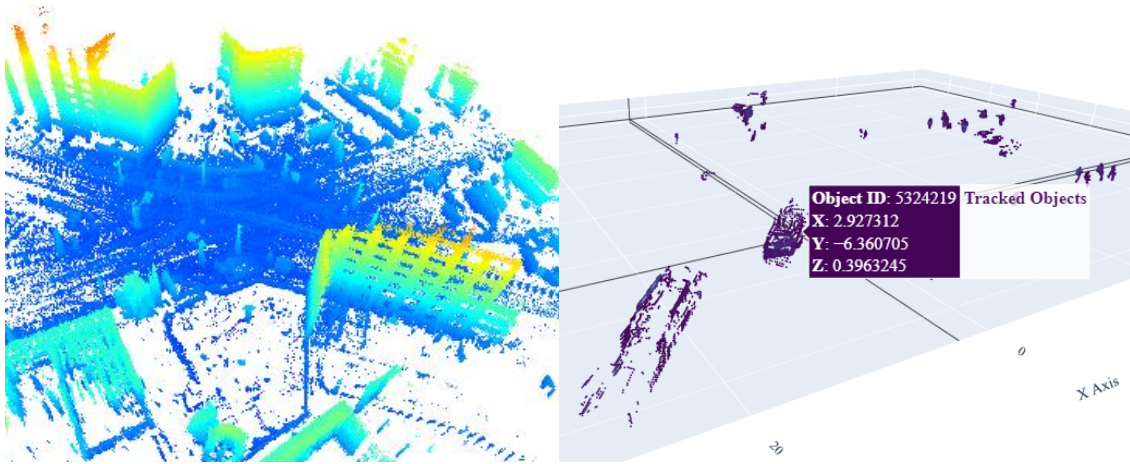 Object ID: 5324219 Tracked Objects
X: 2.927312
Y: −6.360705
Z: 0.3963245
0
X Axis
20